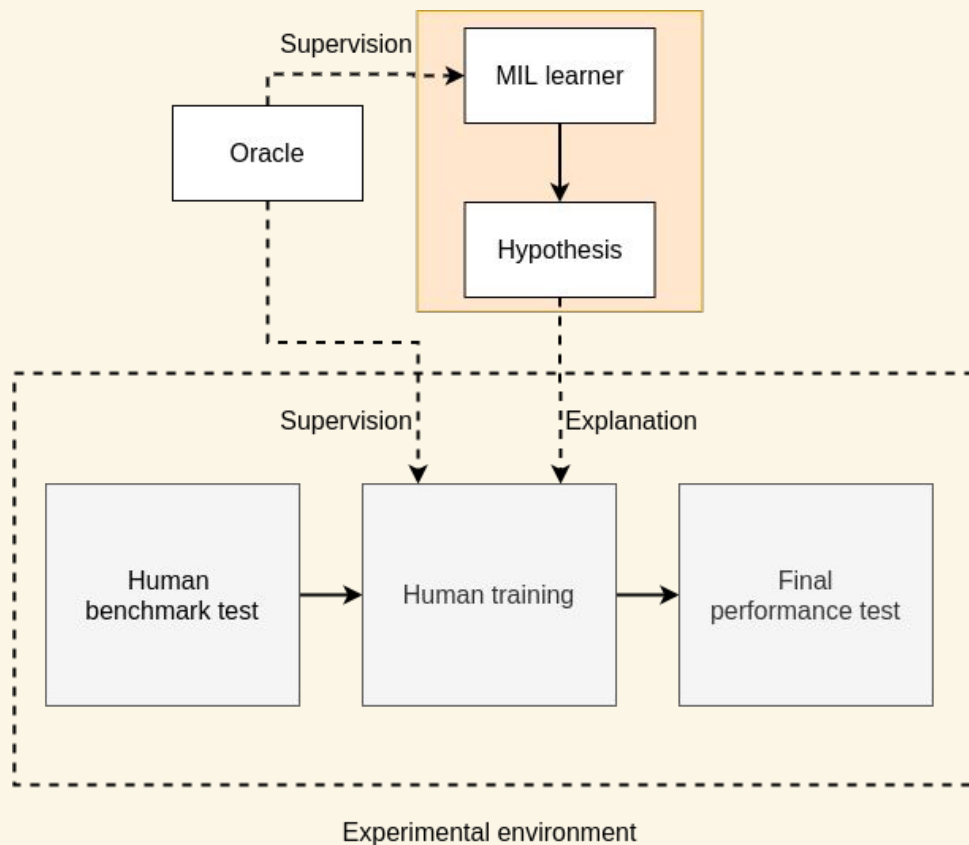 Supervision
MIL learner
Oracle
Hypothesis
Supervision
Explanation
Human
benchmark test
Human training
Final
performance test
Experimental environment